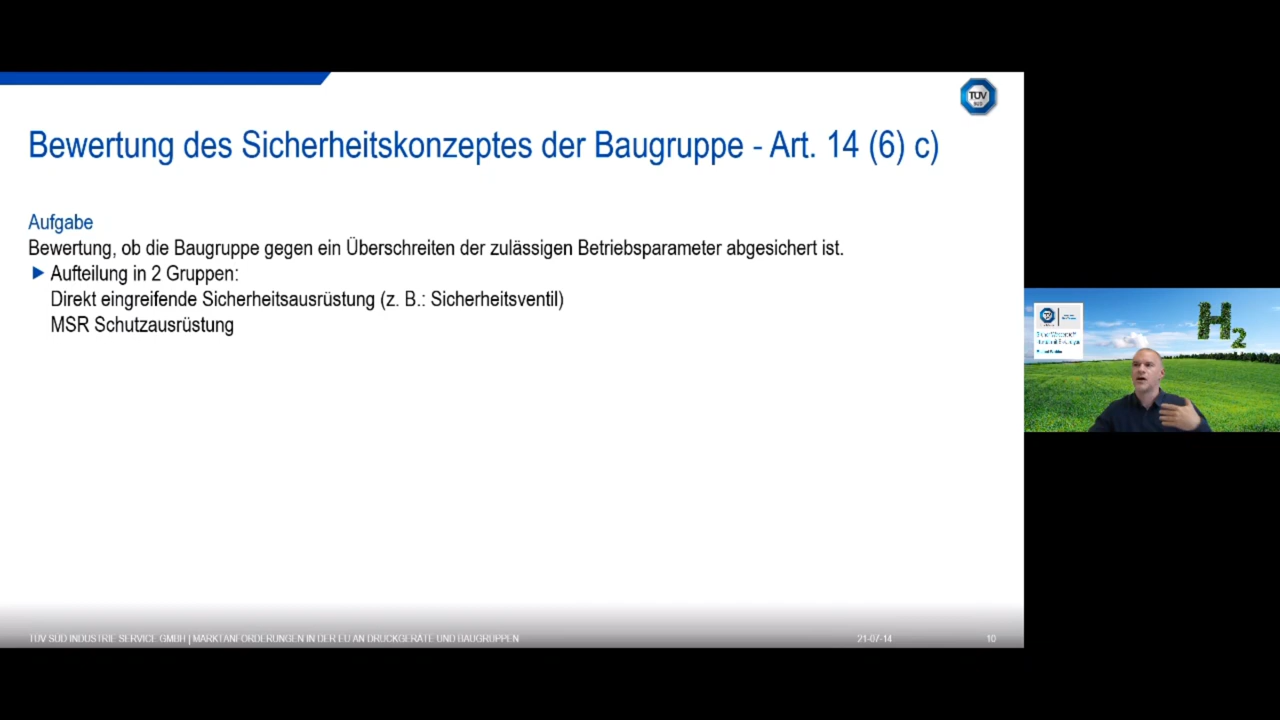 TÜV
SÜD
Bewertung des Sicherheitskonzeptes der Baugruppe - Art. 14 (6) c)
Aufgabe
Bewertung, ob die Baugruppe gegen ein Überschreiten der zulässigen Betriebsparameter abgesichert ist.
Aufteilung in 2 Gruppen:
Direkt eingreifende Sicherheitsausrüstung (z. B.: Sicherheitsventil)
MSR Schutzausrüstung
TÜV SÜD INDUSTRIE SERVICE GMBH | MARKTANFORDERUNGEN IN DER EU AN DRUCKGERÄTE UND BAUGRUPPEN
21-07-14
10
H2